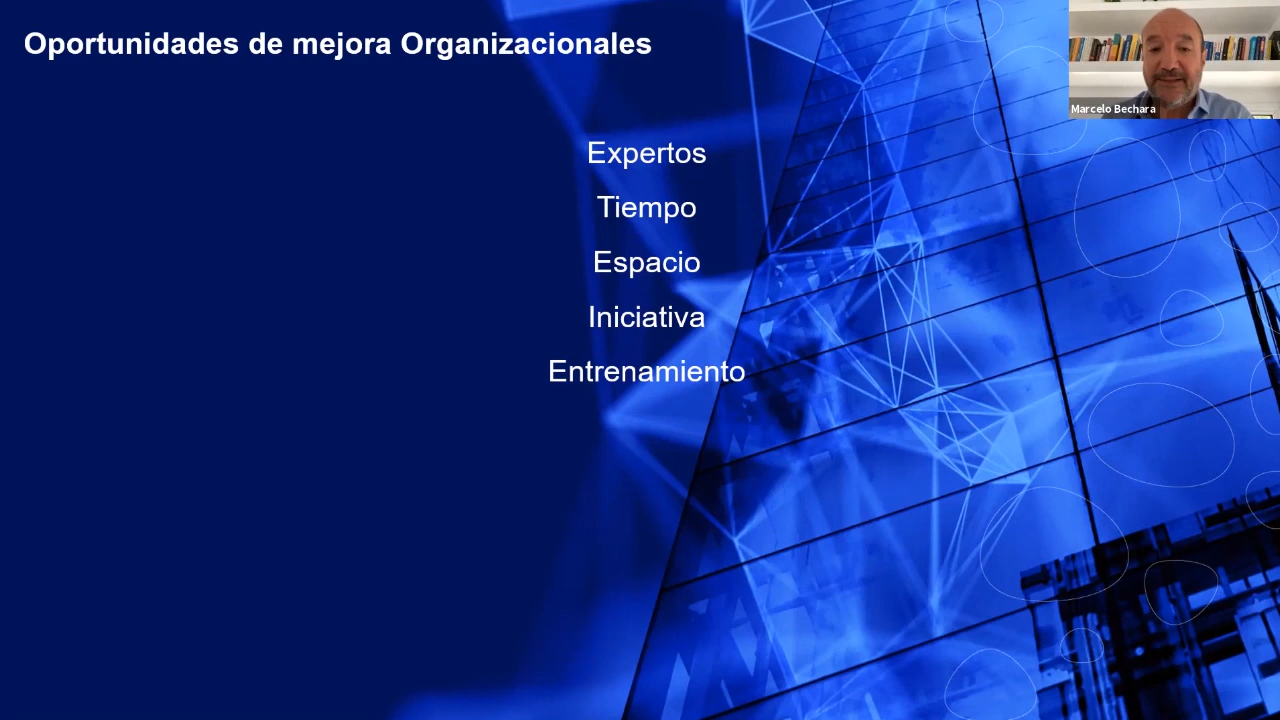 Oportunidades de mejora Organizacionales
Marcelo Bechara
Expertos
Tiempo
Espacio
Iniciativa
Entrenamiento